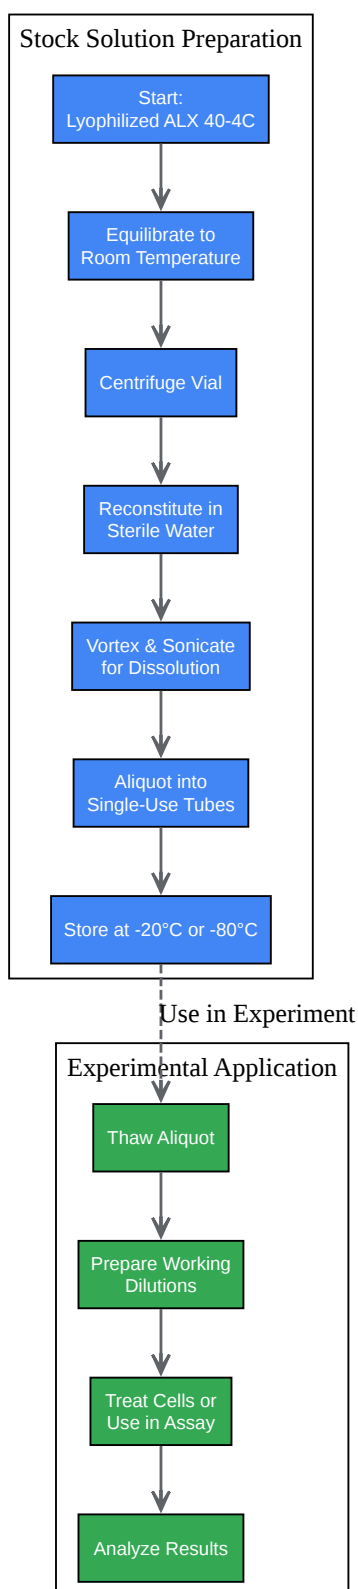 Stock Solution Preparation
Start:
Lyophilized ALX 40-4C
Equilibrate to
Room Temperature
Centrifuge Vial
Reconstitute in
Sterile Water
Vortex & Sonicate
for Dissolution
Aliquot into
Single-Use Tubes
Store at -20°C or -80°C
Use in Experiment
Experimental Application
Thaw Aliquot
Prepare Working
Dilutions
Treat Cells or
Use in Assay
Analyze Results